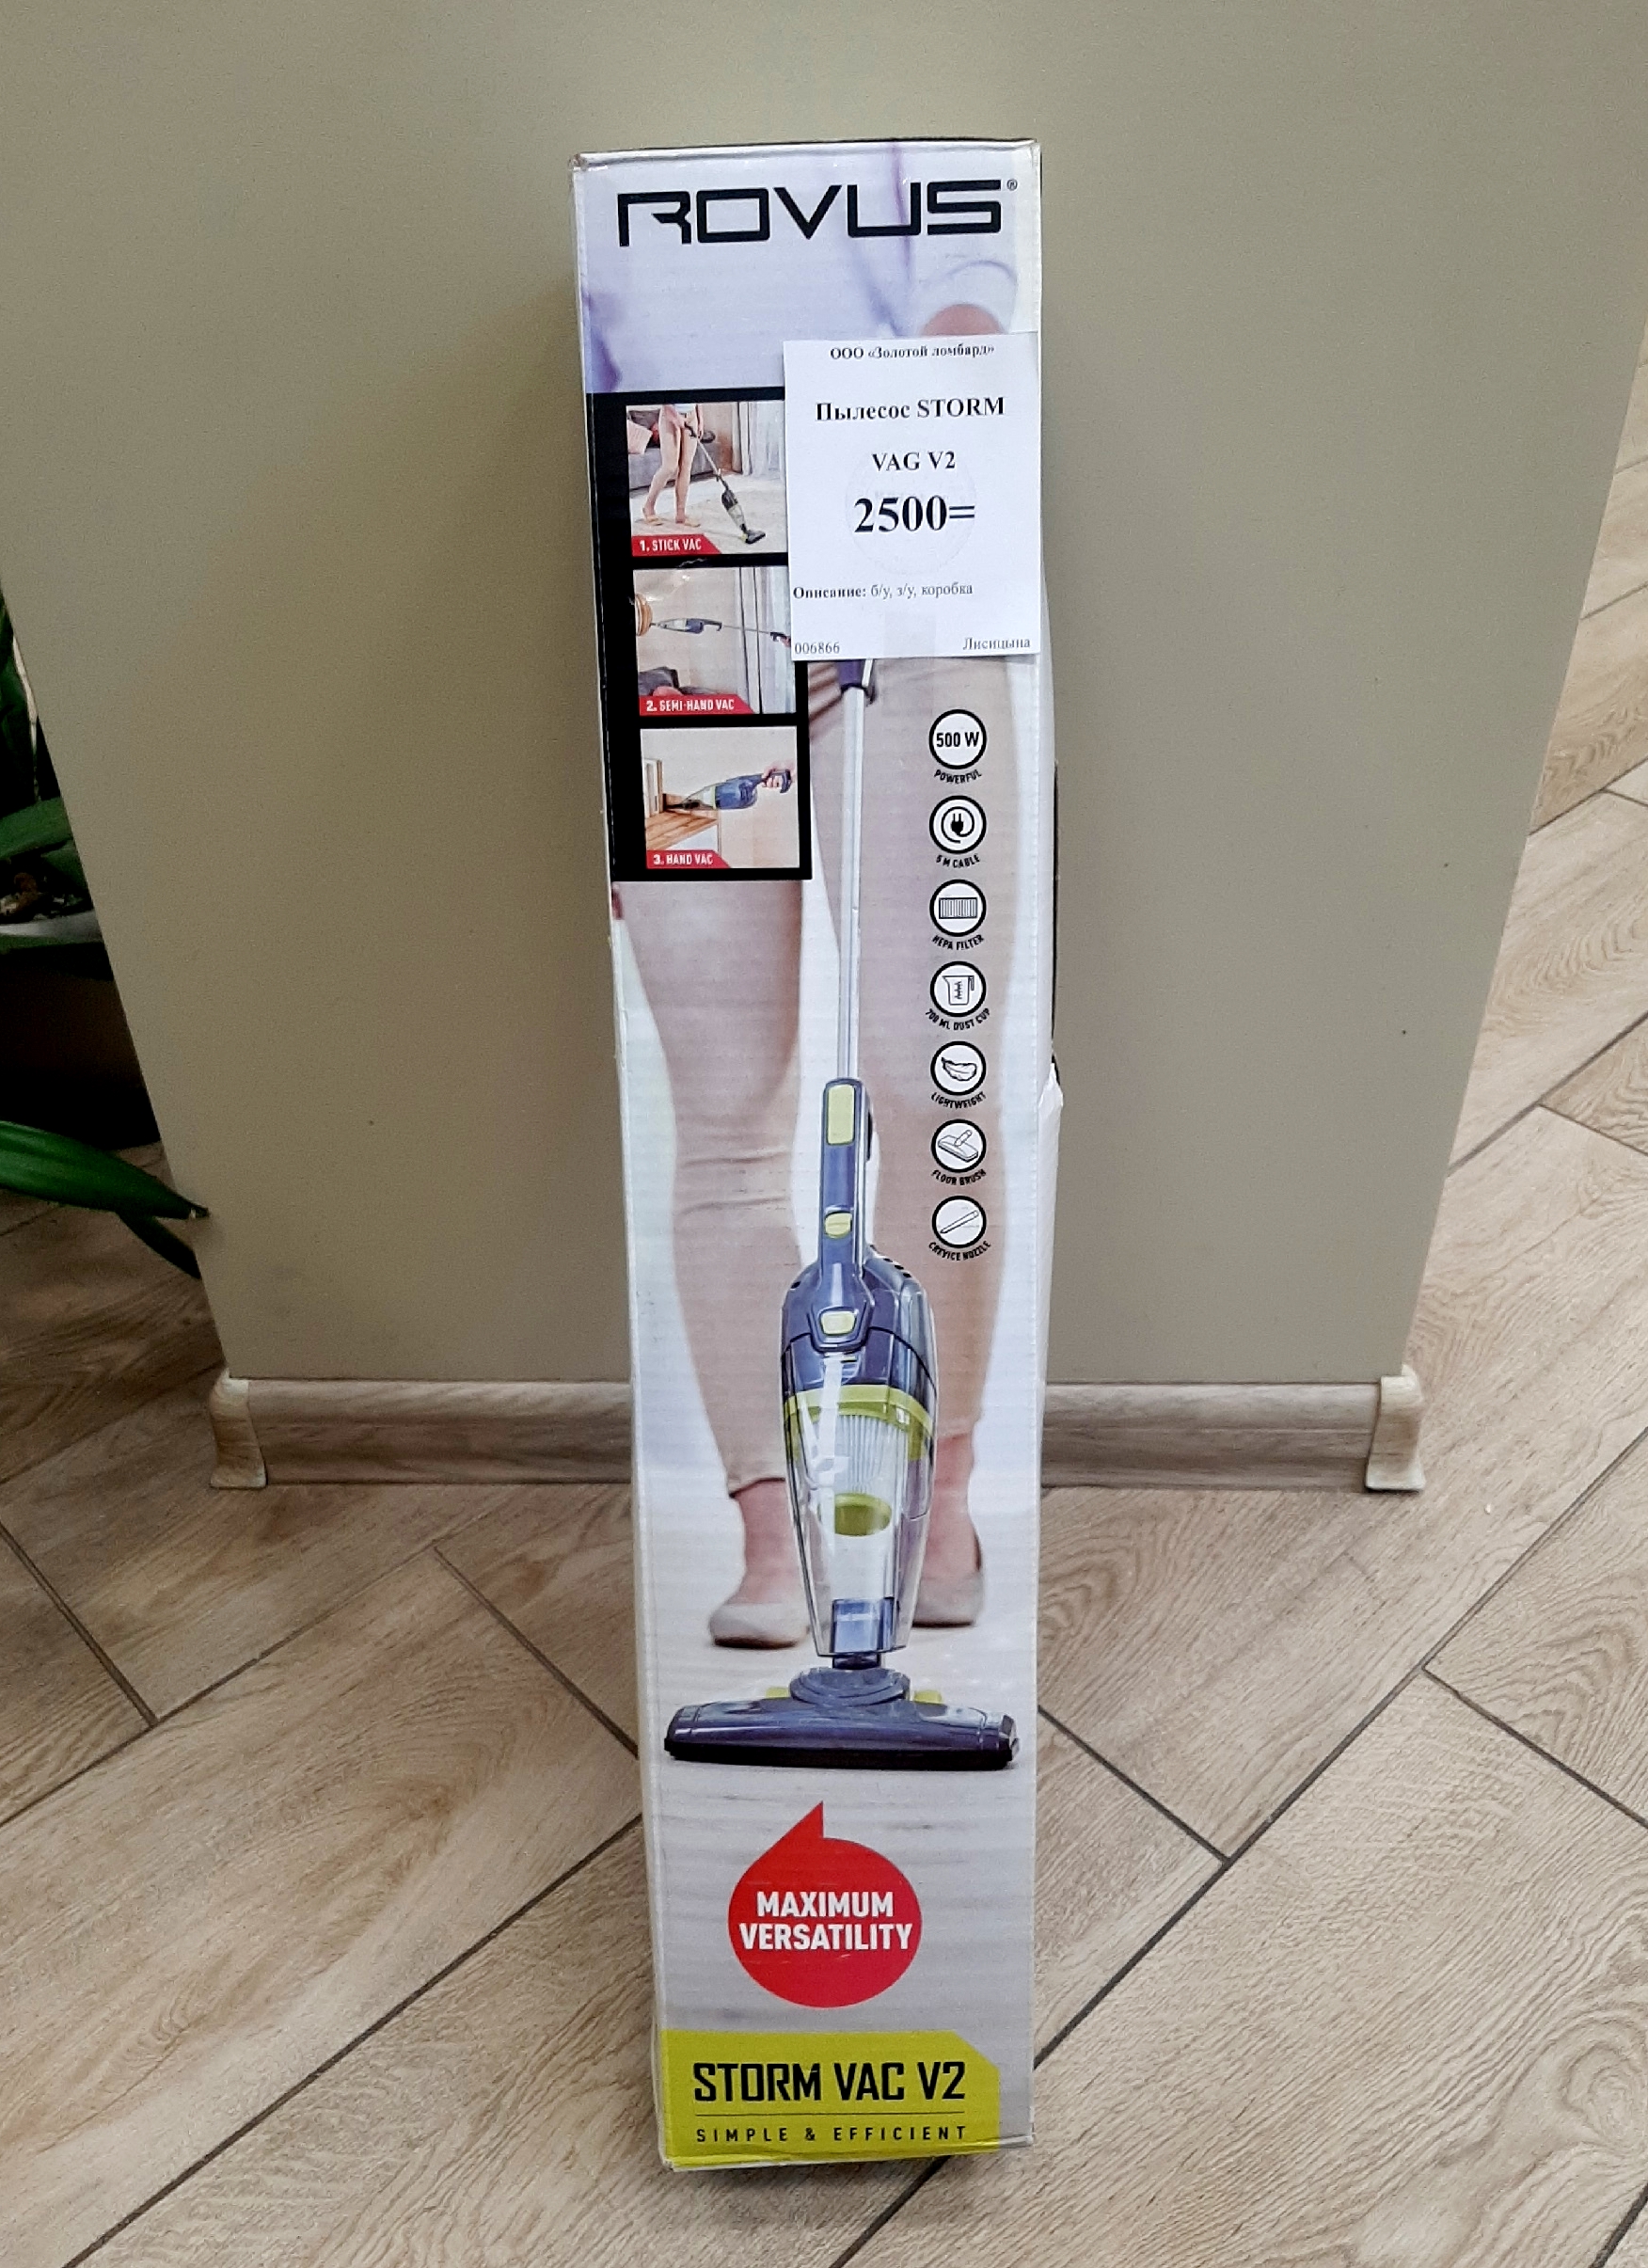 ROVUS®
ООО «Золотой ломбард»
Пылесос STORM
VAG V2
2500=
Описание: б/у, з/у, коробка
006866 Лисицына
1. STICK VAC
2. SEMI-HAND VAC
3. HAND VAC
500 W
POWERFUL
5 M CABLE
HEPA FILTER
700 ML DUST CUP
LIGHTWEIGHT
FLOOR BRUSH
CREVICE NOZZLE
MAXIMUM
VERSATILITY
STORM VAC V2
SIMPLE & EFFICIENT